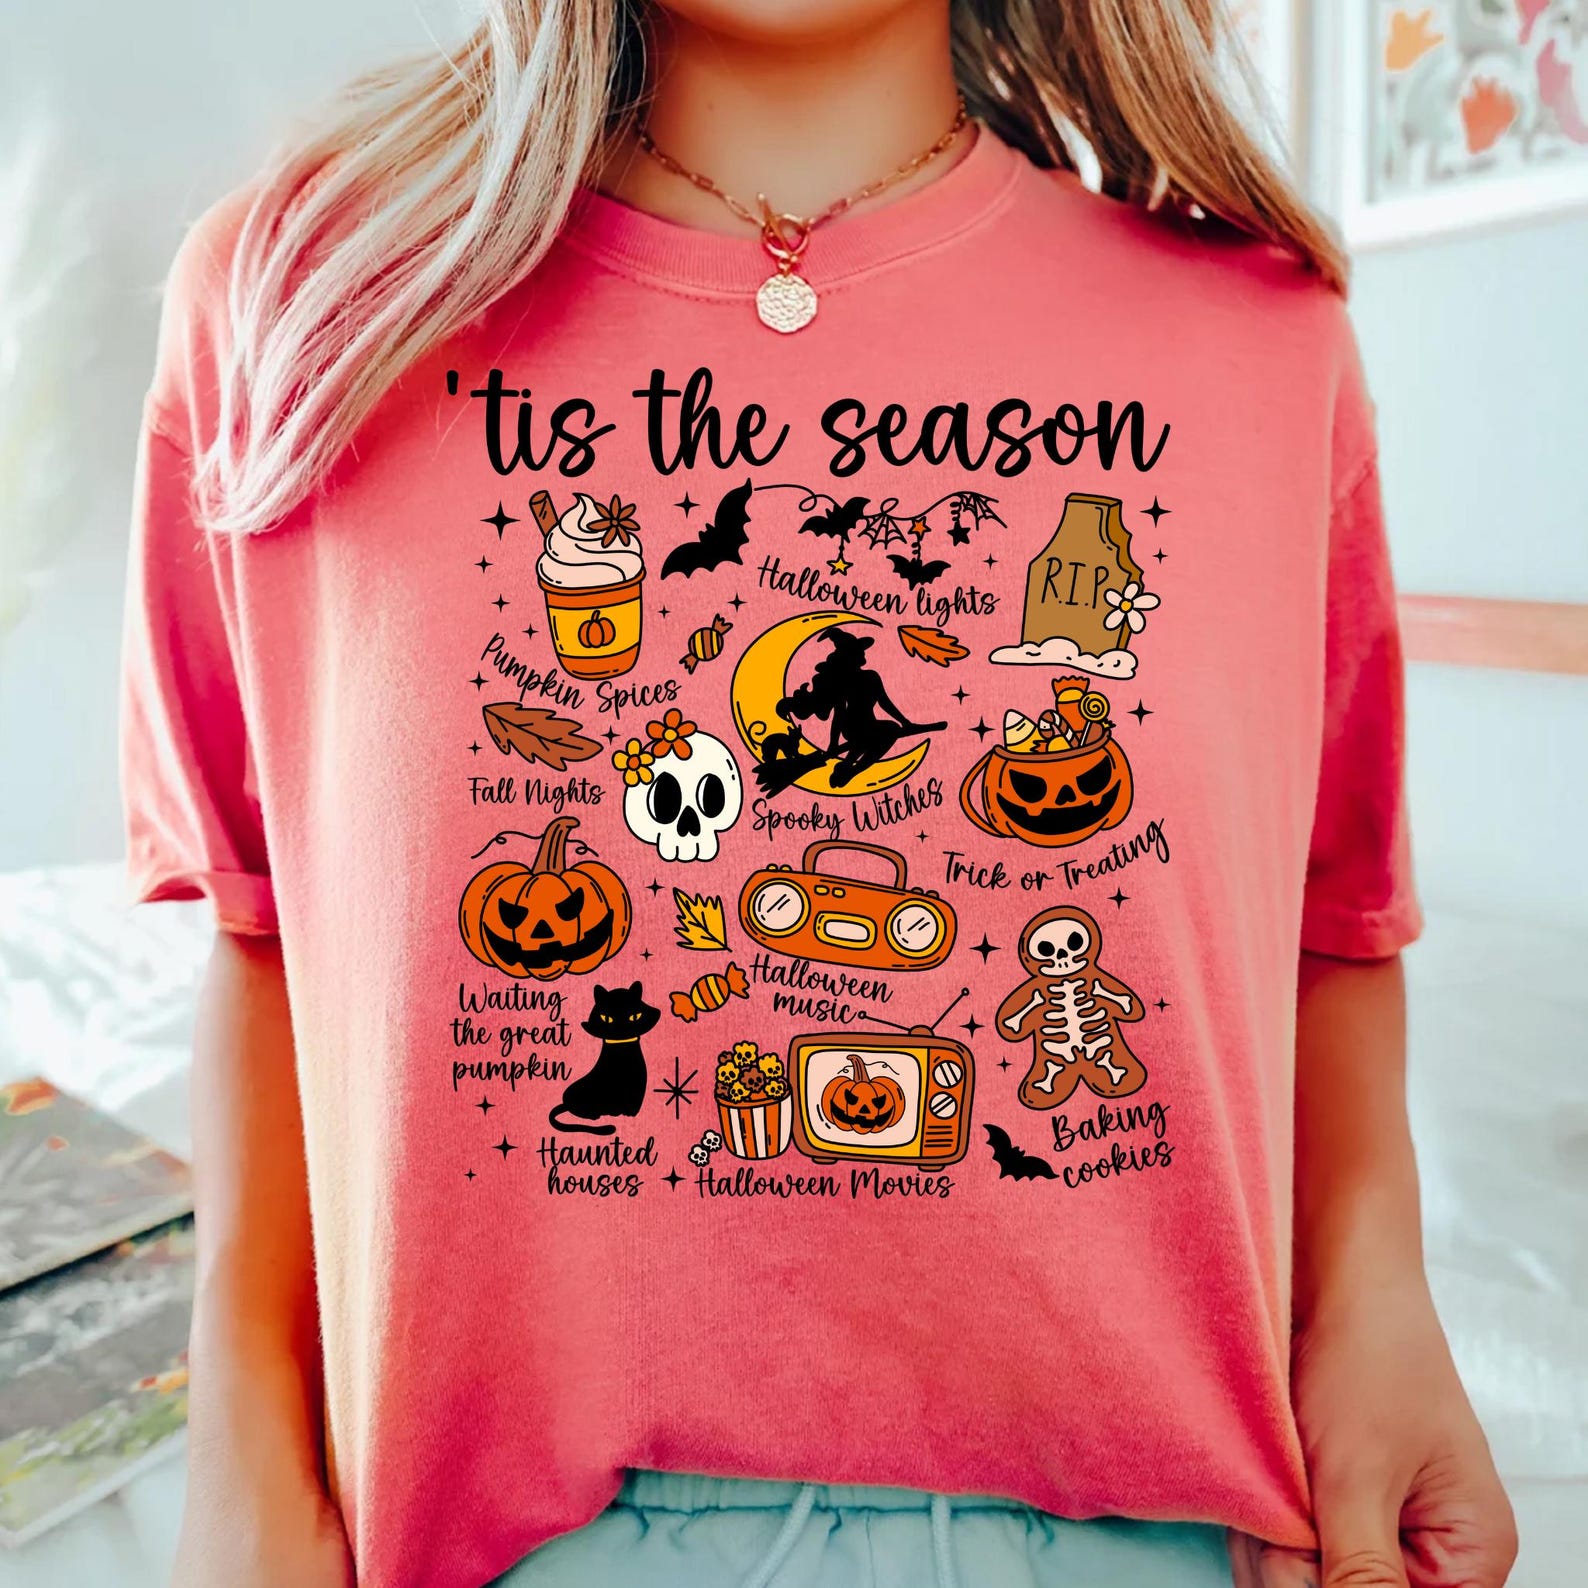 'tis the season
Halloween lights
R.I.P
Pumpkin Spices
Fall Nights
Spooky Witches
Trick or Treating
Waiting
the great
pumpkin
Halloween
music
Haunted
houses
Halloween Movies
Baking
cookies